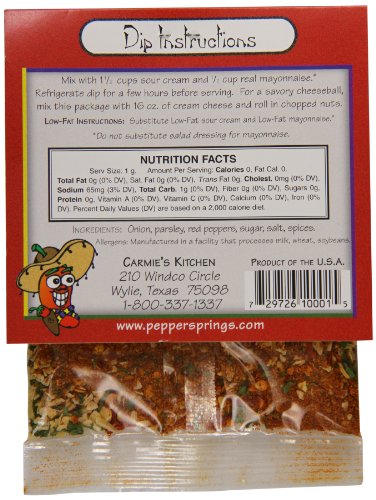 Dip Instructions
Mix with 1½ cups sour cream and ½ cup real mayonnaise.*
Refrigerate dip for a few hours before serving. For a savory cheeseball,
mix this package with 16 oz. of cream cheese and roll in chopped nuts.
Low-Fat Instructions: Substitute Low-Fat sour cream and Low-Fat mayonnaise.*
*Do not substitute salad dressing for mayonnaise.
NUTRITION FACTS
Serv Size: 1 g. Amount Per Serving: Calories 0, Fat Cal. 0.
Total Fat 0g (0% DV), Sat. Fat 0g (0% DV), Trans Fat 0g, Cholest. 0mg (0% DV),
Sodium 65mg (3% DV), Total Carb. 1g (0% DV), Fiber 0g (0% DV), Sugars 0g,
Protein 0g, Vitamin A (0% DV), Vitamin C (0% DV), Calcium (0% DV), Iron (0%
DV). Percent Daily Values (DV) are based on a 2,000 calorie diet.
Ingredients: Onion, parsley, red peppers, sugar, salt, spices.
Allergens: Manufactured in a facility that processes milk, wheat, soybeans.
Carmie's Kitchen
210 Windco Circle
Wylie, Texas 75098
1-800-337-1337
Product of the U.S.A.
7 29726 10001 5
www.peppersprings.com